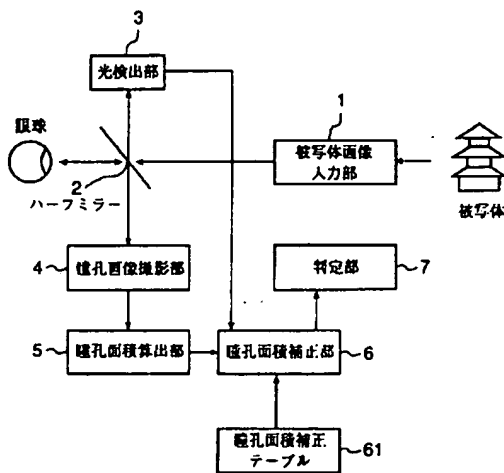 3
光検出部
眼球
2
ハーフミラー
1
被写体画像
入力部
被写体
4
瞳孔画像撮影部
判定部
7
5
瞳孔面積算出部
瞳孔面積補正部
6
瞳孔面積補正
テーブル
61